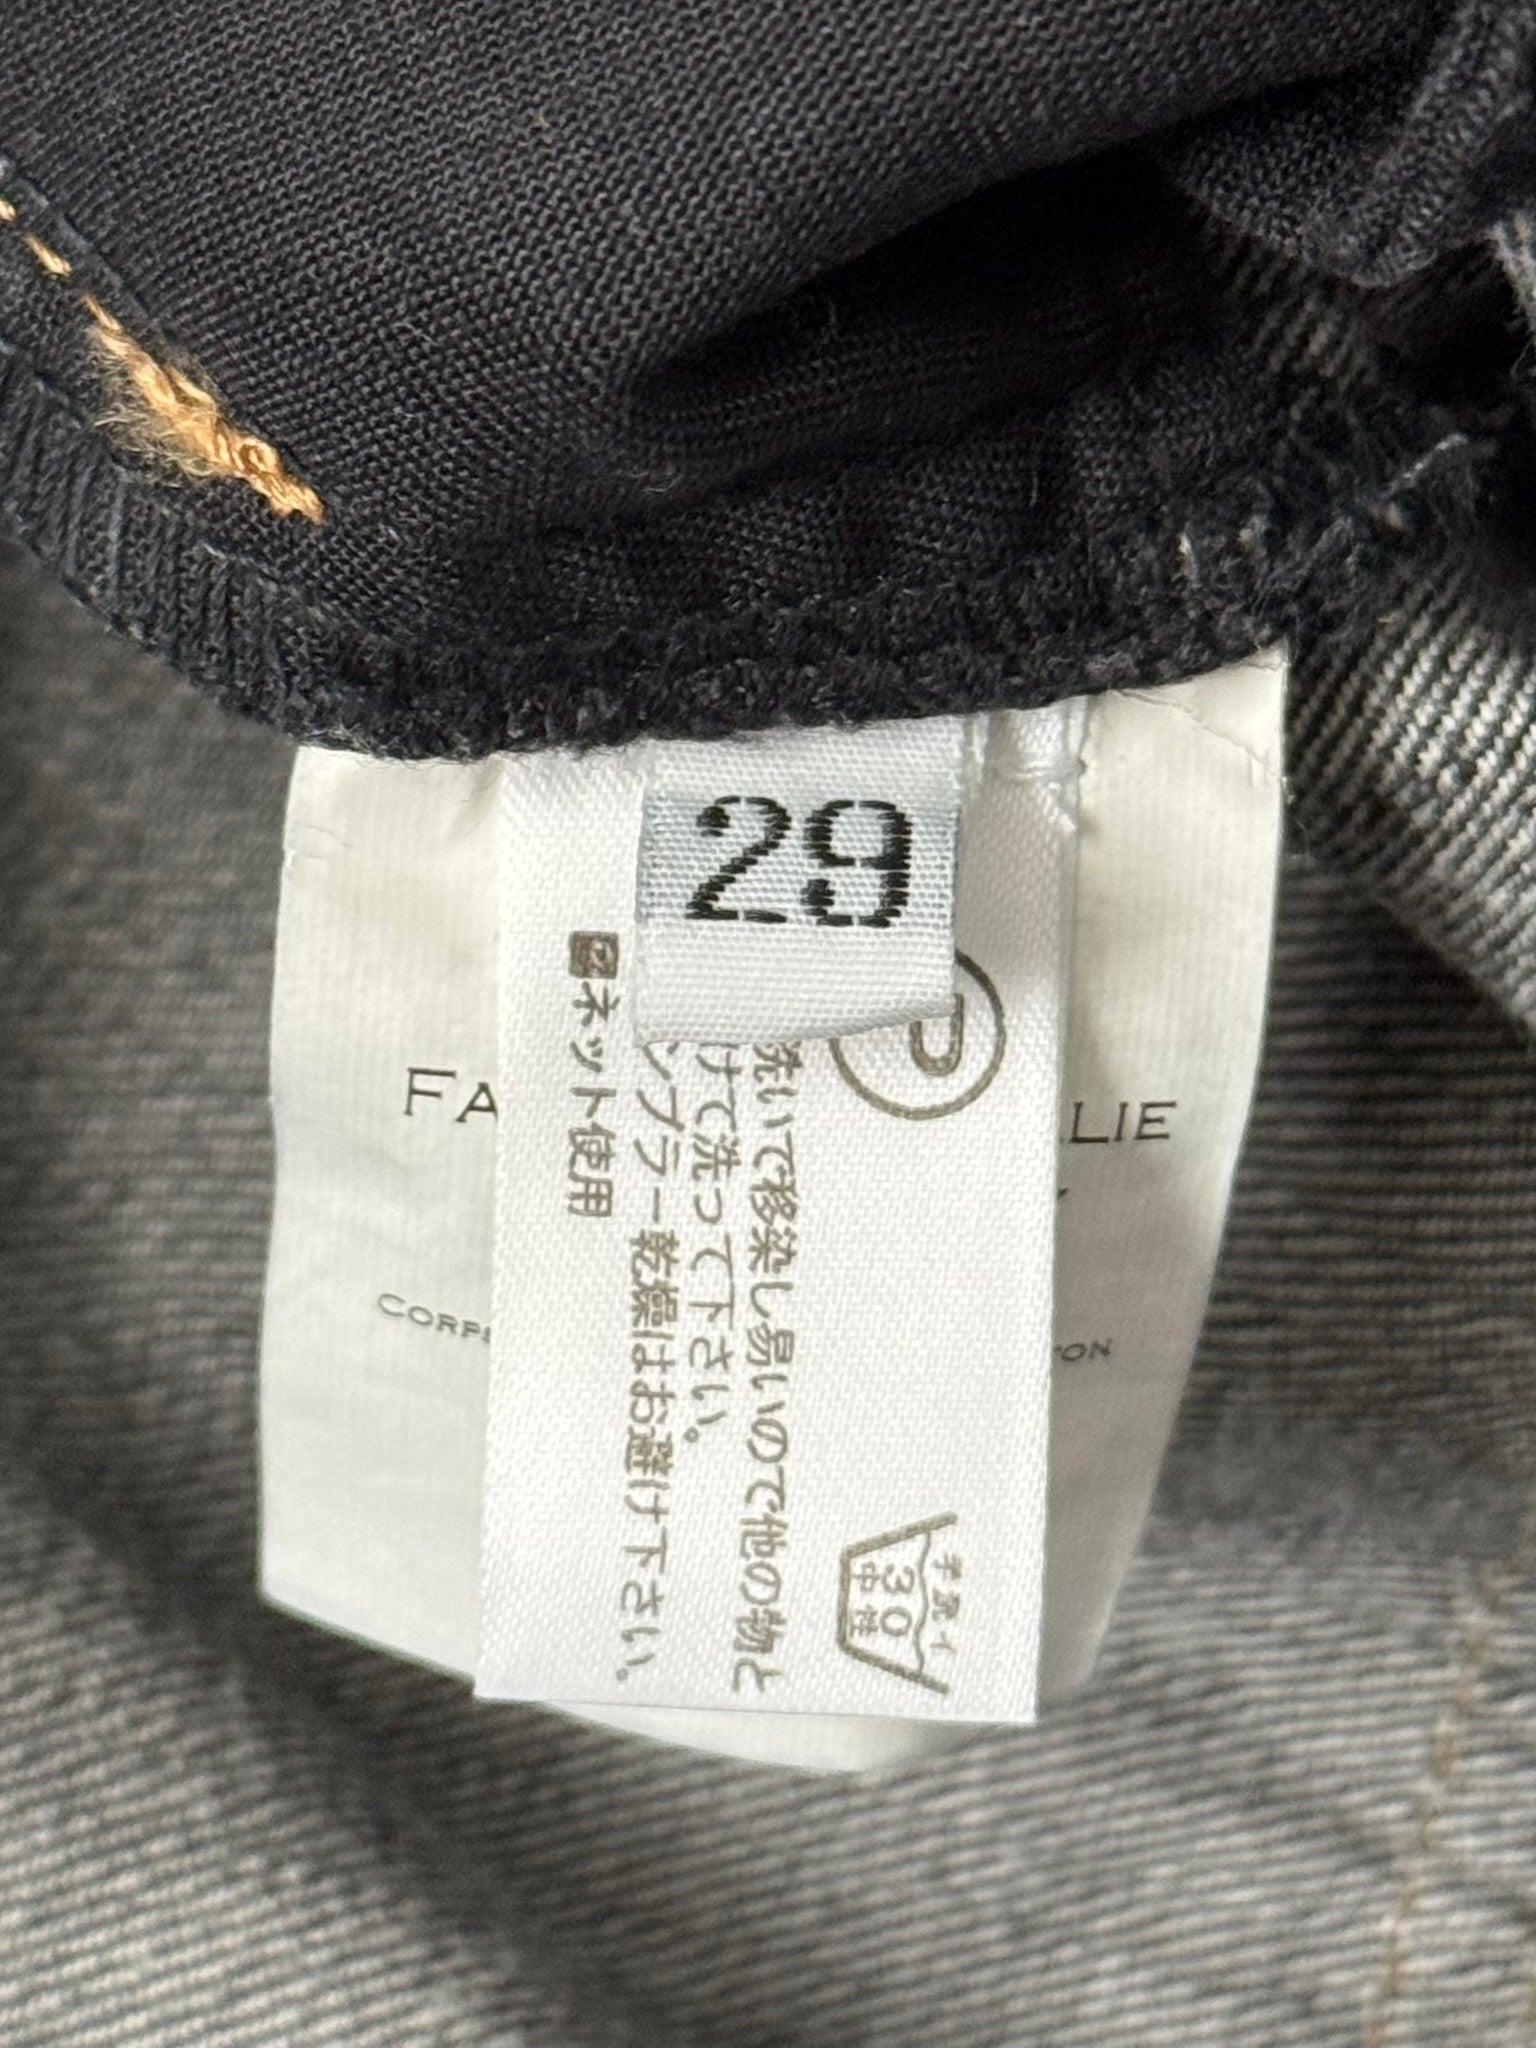 29
P
手洗イ
30
中性
洗いで移染し易いので他の物と
けて洗って下さい。
ンブラー乾燥はお避け下さい。
ネット使用
FA
LIE
CORP
TON